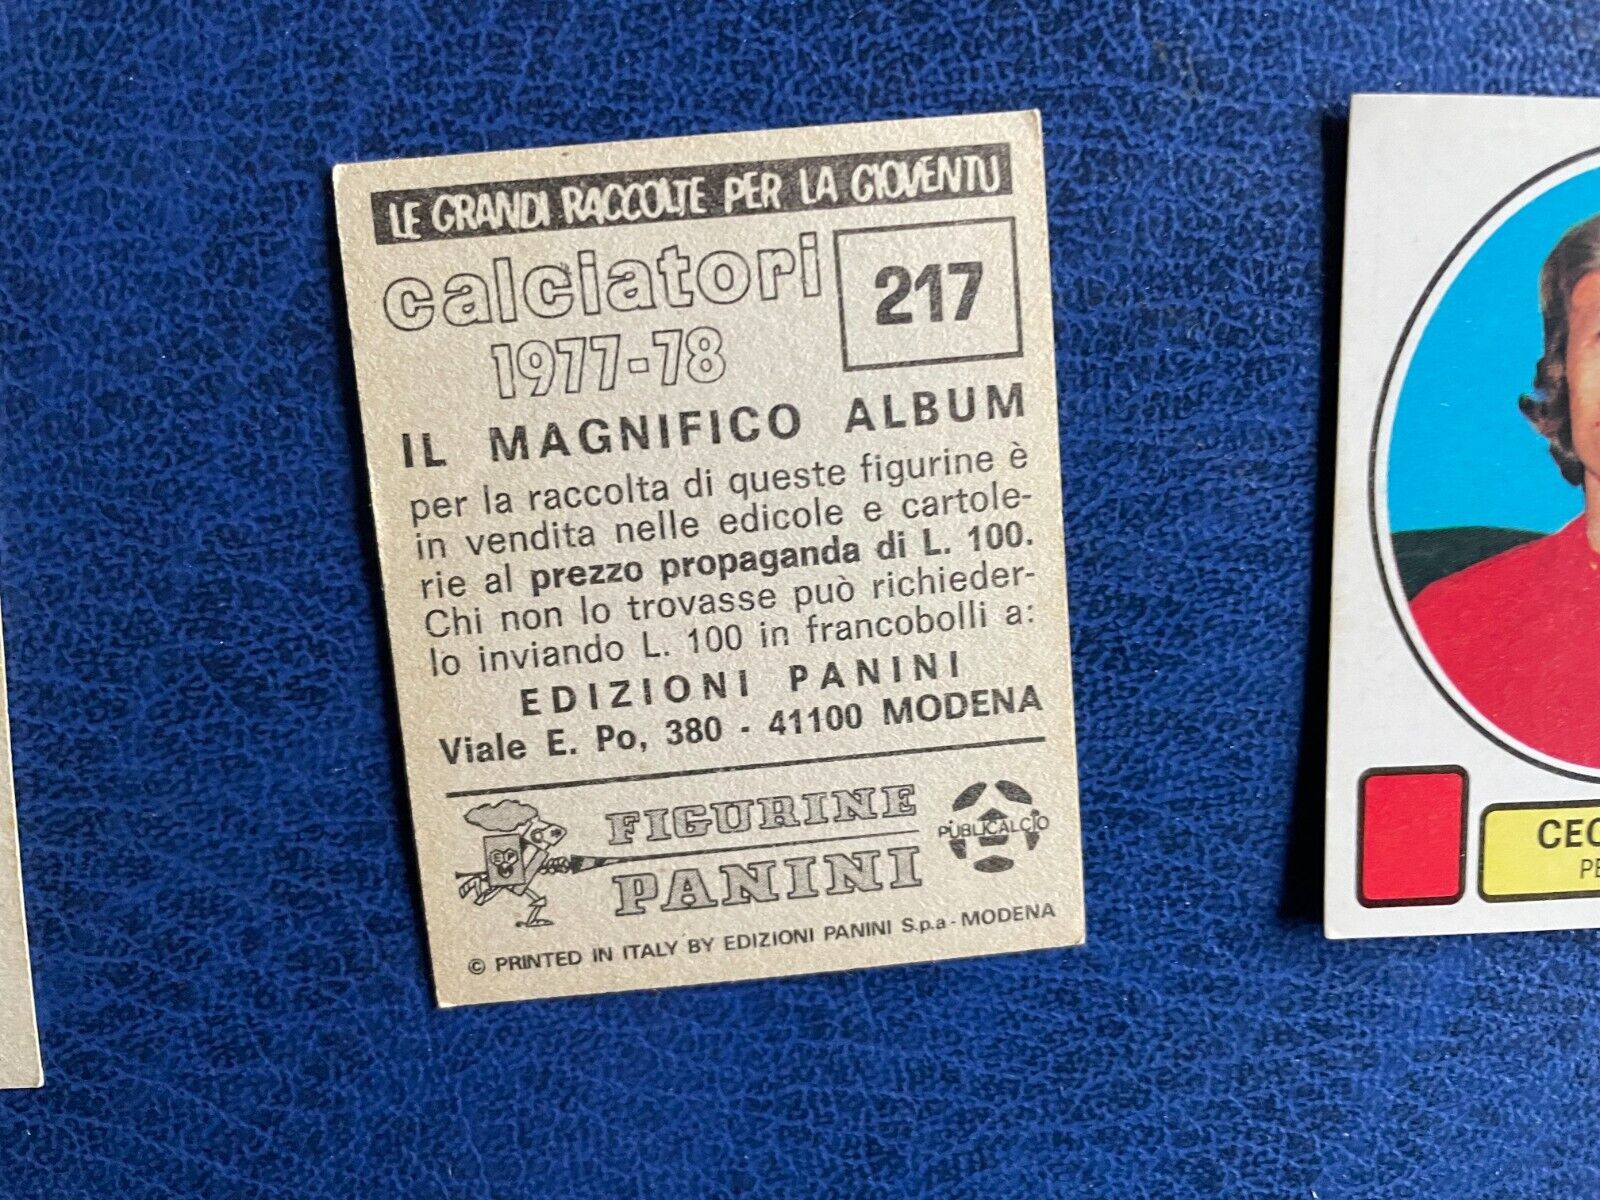 LE GRANDI RACCOLTE PER LA GIOVENTU
calciatori
217
1977-78
IL MAGNIFICO ALBUM
per la raccolta di queste figurine è
in vendita nelle edicole e cartole-
rie al prezzo propaganda di L. 100.
Chi non lo trovasse può richieder-
lo inviando L. 100 in francobolli a:
EDIZIONI PANINI
Viale E. Po, 380 - 41100 MODENA
EP
FIGURINE
PANINI
PUBLICALCIO
© PRINTED IN ITALY BY EDIZIONI PANINI S.p.a - MODENA